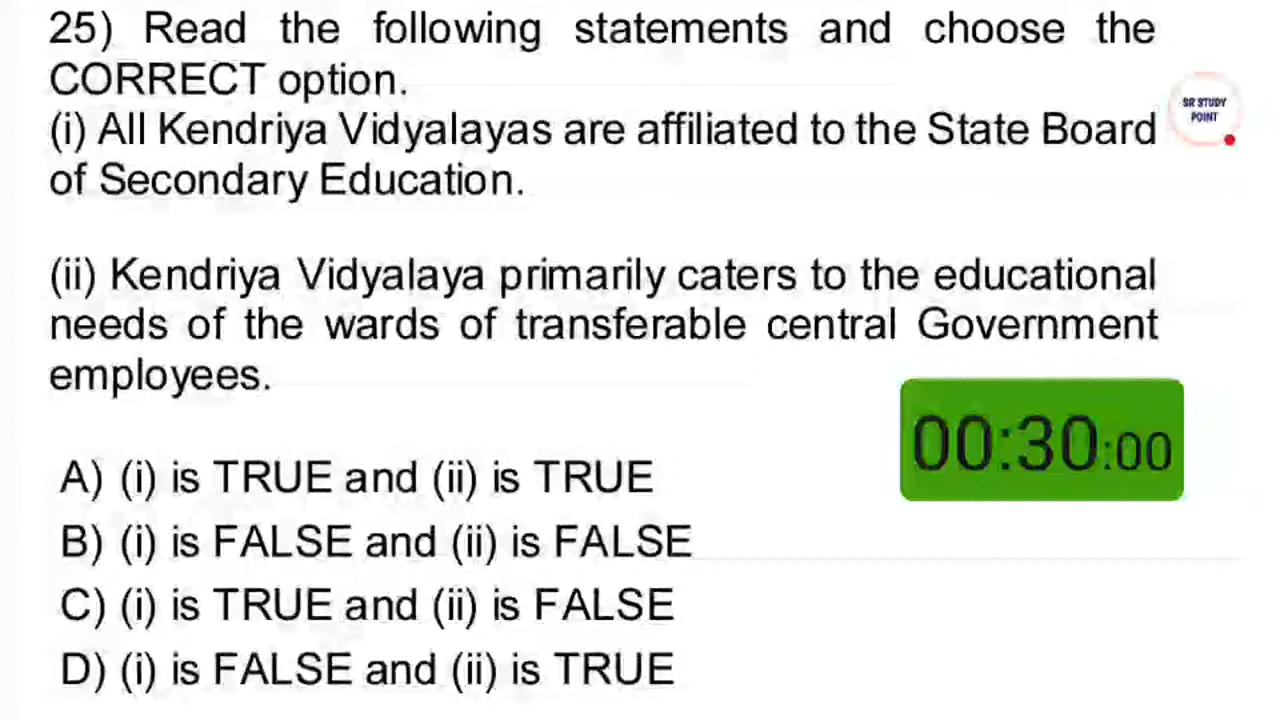 25) Read the following statements and choose the
CORRECT option.
(i) All Kendriya Vidyalayas are affiliated to the State Board
of Secondary Education.
SR STUDY
POINT
(ii) Kendriya Vidyalaya primarily caters to the educational
needs of the wards of transferable central Government
employees.
00:30:00
A) (i) is TRUE and (ii) is TRUE
B) (i) is FALSE and (ii) is FALSE
C) (i) is TRUE and (ii) is FALSE
D) (i) is FALSE and (ii) is TRUE